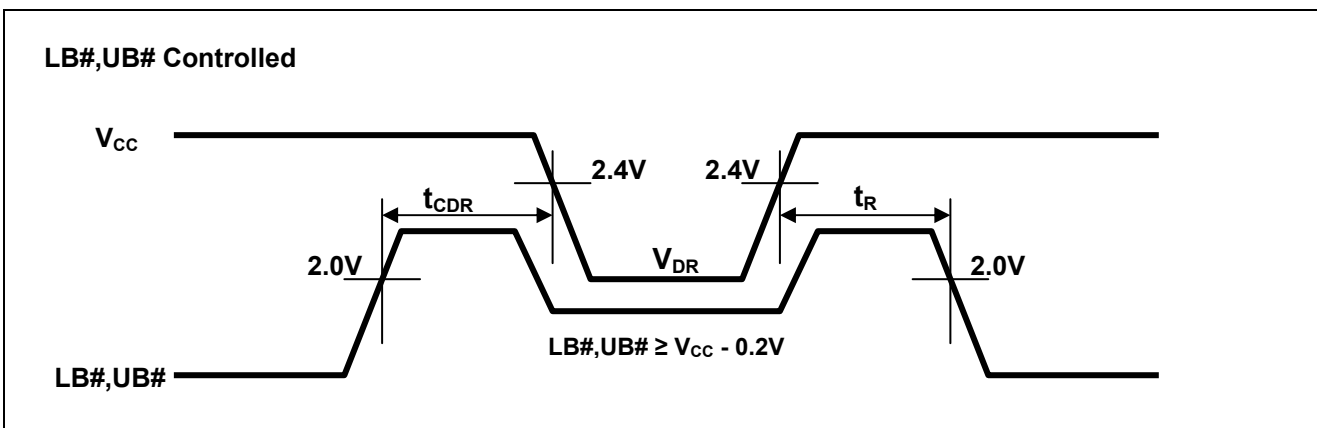 LB#,UB# Controlled
VCC
2.4V
2.4V
tCDR
tR
2.0V
VDR
2.0V
LB#,UB# ≥ VCC - 0.2V
LB#,UB#